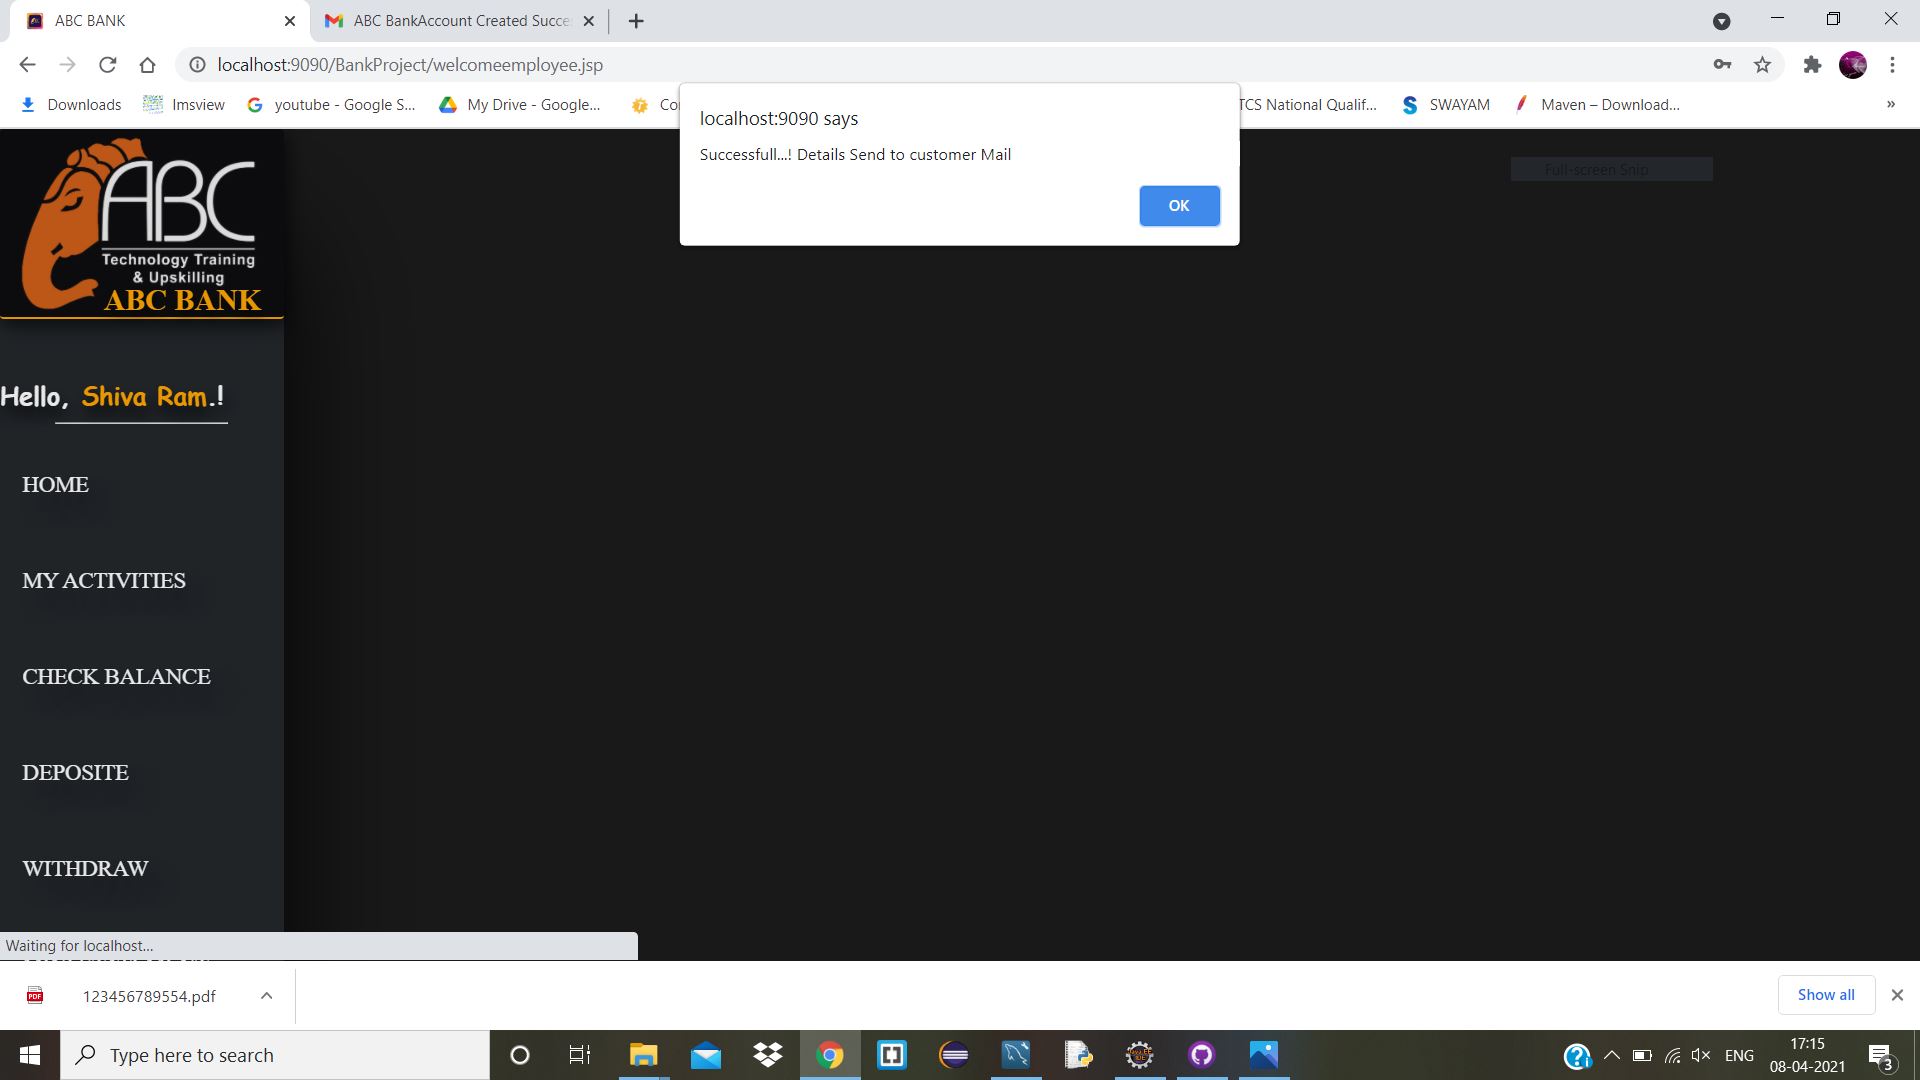 ABC BANK
ABC BankAccount Created Succe
localhost:9090/BankProject/welcomeemployee.jsp
Downloads
lmsview
youtube - Google S...
My Drive - Google...
TCS National Qualif...
SWAYAM
Maven – Download...
»
localhost:9090 says
Successfull...! Details Send to customer Mail
OK
Full-screen Snip
ABC
Technology Training
& Upskilling
ABC BANK
Hello, Shiva Ram.!
HOME
MY ACTIVITIES
CHECK BALANCE
DEPOSITE
WITHDRAW
Waiting for localhost...
PDF
123456789554.pdf
Show all
Type here to search
ENG
17:15
08-04-2021
3